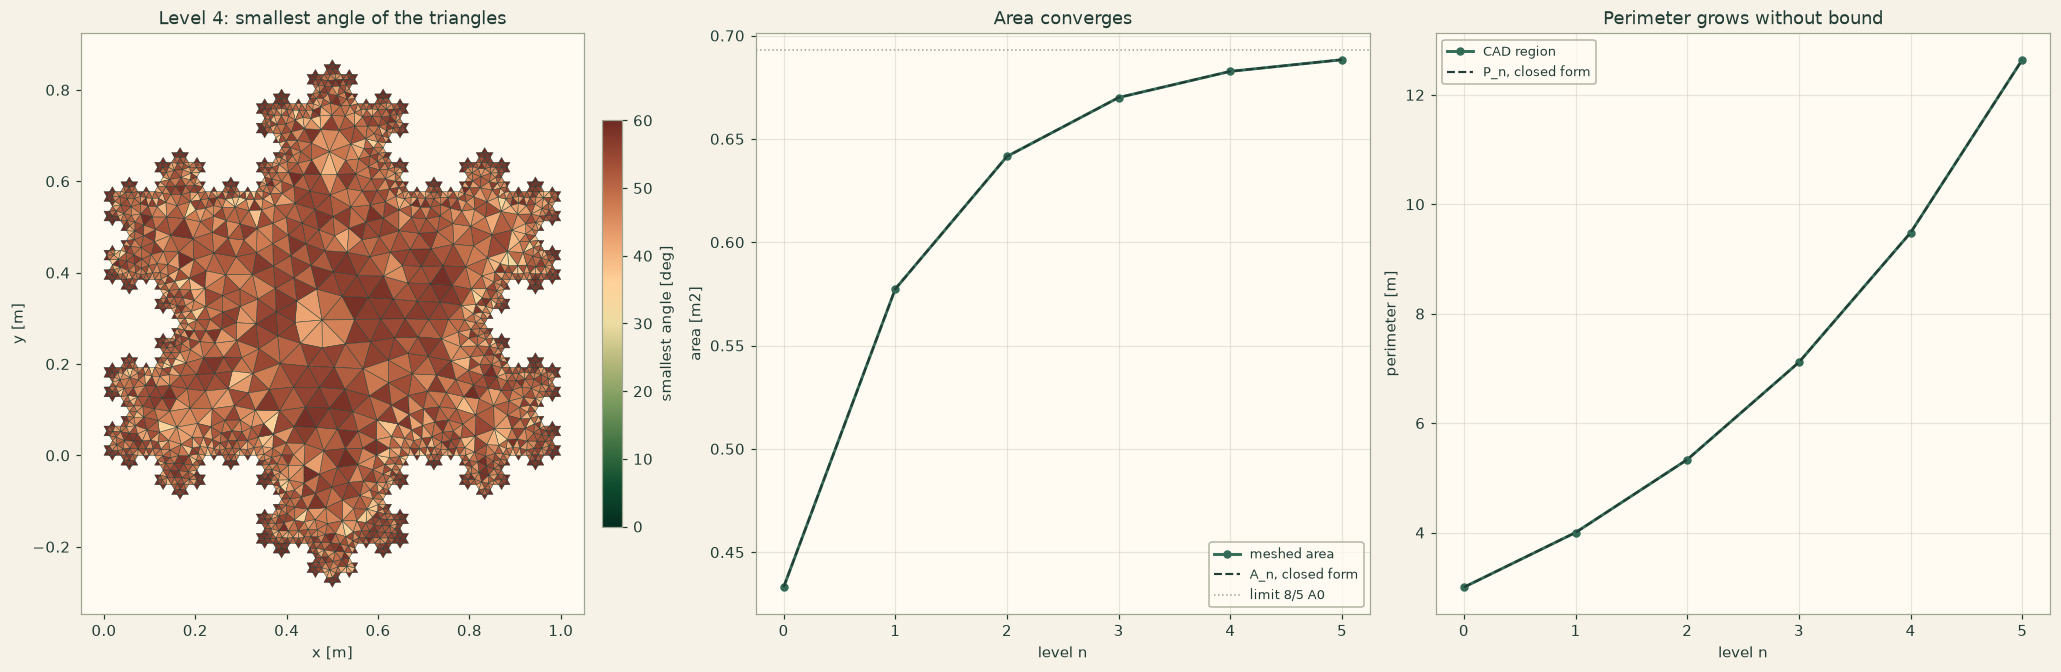 Level 4: smallest angle of the triangles
0.8
0.6
0.4
0.2
0.0
−0.2
y [m]
0.0 0.2 0.4 0.6 0.8 1.0
x [m]
60
50
40
30
20
10
0
smallest angle [deg]
Area converges
0.70
0.65
0.60
0.55
0.50
0.45
area [m2]
meshed area
A_n, closed form
limit 8/5 A0
0 1 2 3 4 5
level n
Perimeter grows without bound
CAD region
P_n, closed form
12
10
8
6
4
perimeter [m]
0 1 2 3 4 5
level n